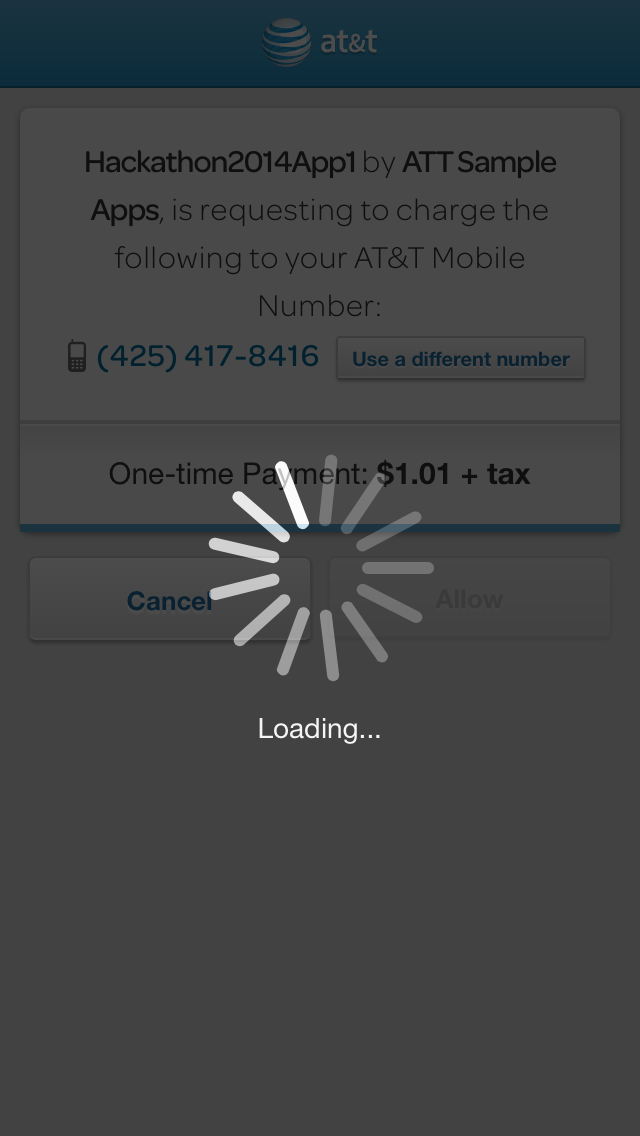 at&t
Hackathon2014App1 by ATT Sample
Apps, is requesting to charge the
following to your AT&T Mobile
Number:
(425) 417-8416 Use a different number
One-time Payment: $1.01 + tax
Cancel Allow
Loading...